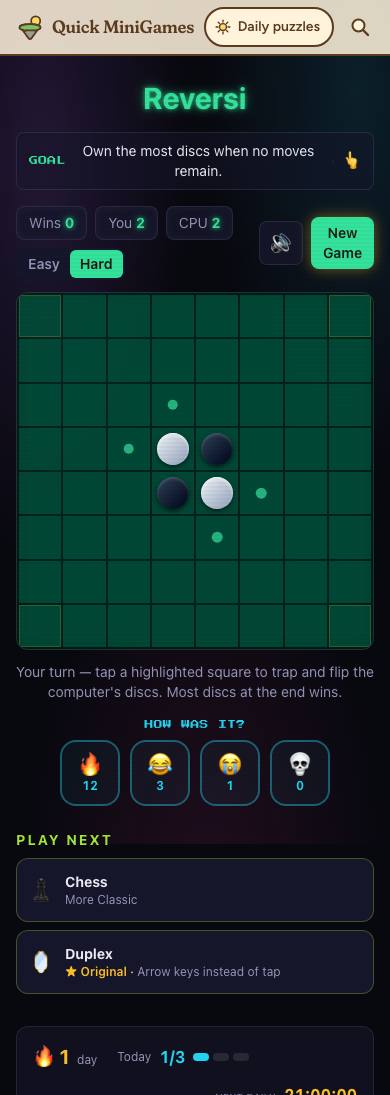 Quick MiniGames
Daily puzzles
Reversi
GOAL
Own the most discs when no moves
remain.
Wins 0
You 2
CPU 2
New
Game
Easy
Hard
Your turn — tap a highlighted square to trap and flip the
computer's discs. Most discs at the end wins.
HOW WAS IT?
12
3
1
0
PLAY NEXT
Chess
More Classic
Duplex
Original · Arrow keys instead of tap
1 day
Today 1/3
21:00:00